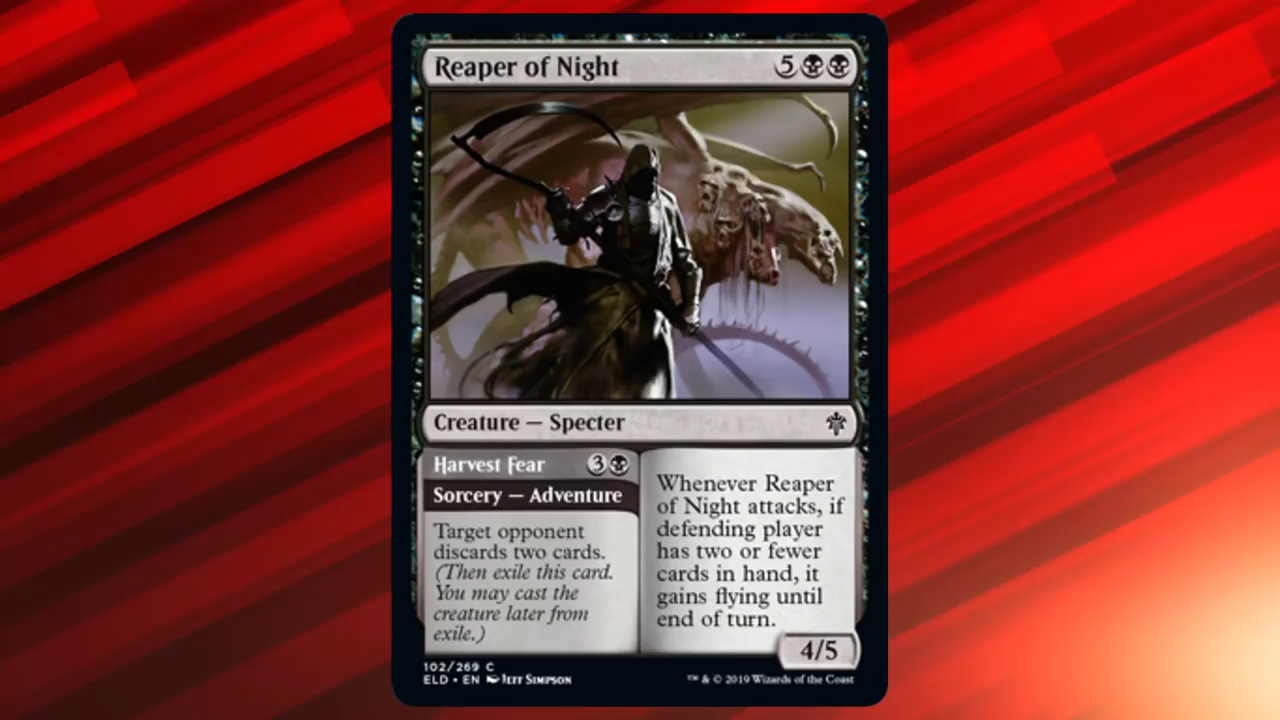 Reaper of Night 5
Creature — Specter
Harvest Fear 3
Sorcery — Adventure
Target opponent
discards two cards.
(Then exile this card.
You may cast the
creature later from
exile.)
Whenever Reaper
of Night attacks, if
defending player
has two or fewer
cards in hand, it
gains flying until
end of turn.
4/5
102/269 C
ELD • EN Jeff Simpson
™ & © 2019 Wizards of the Coast